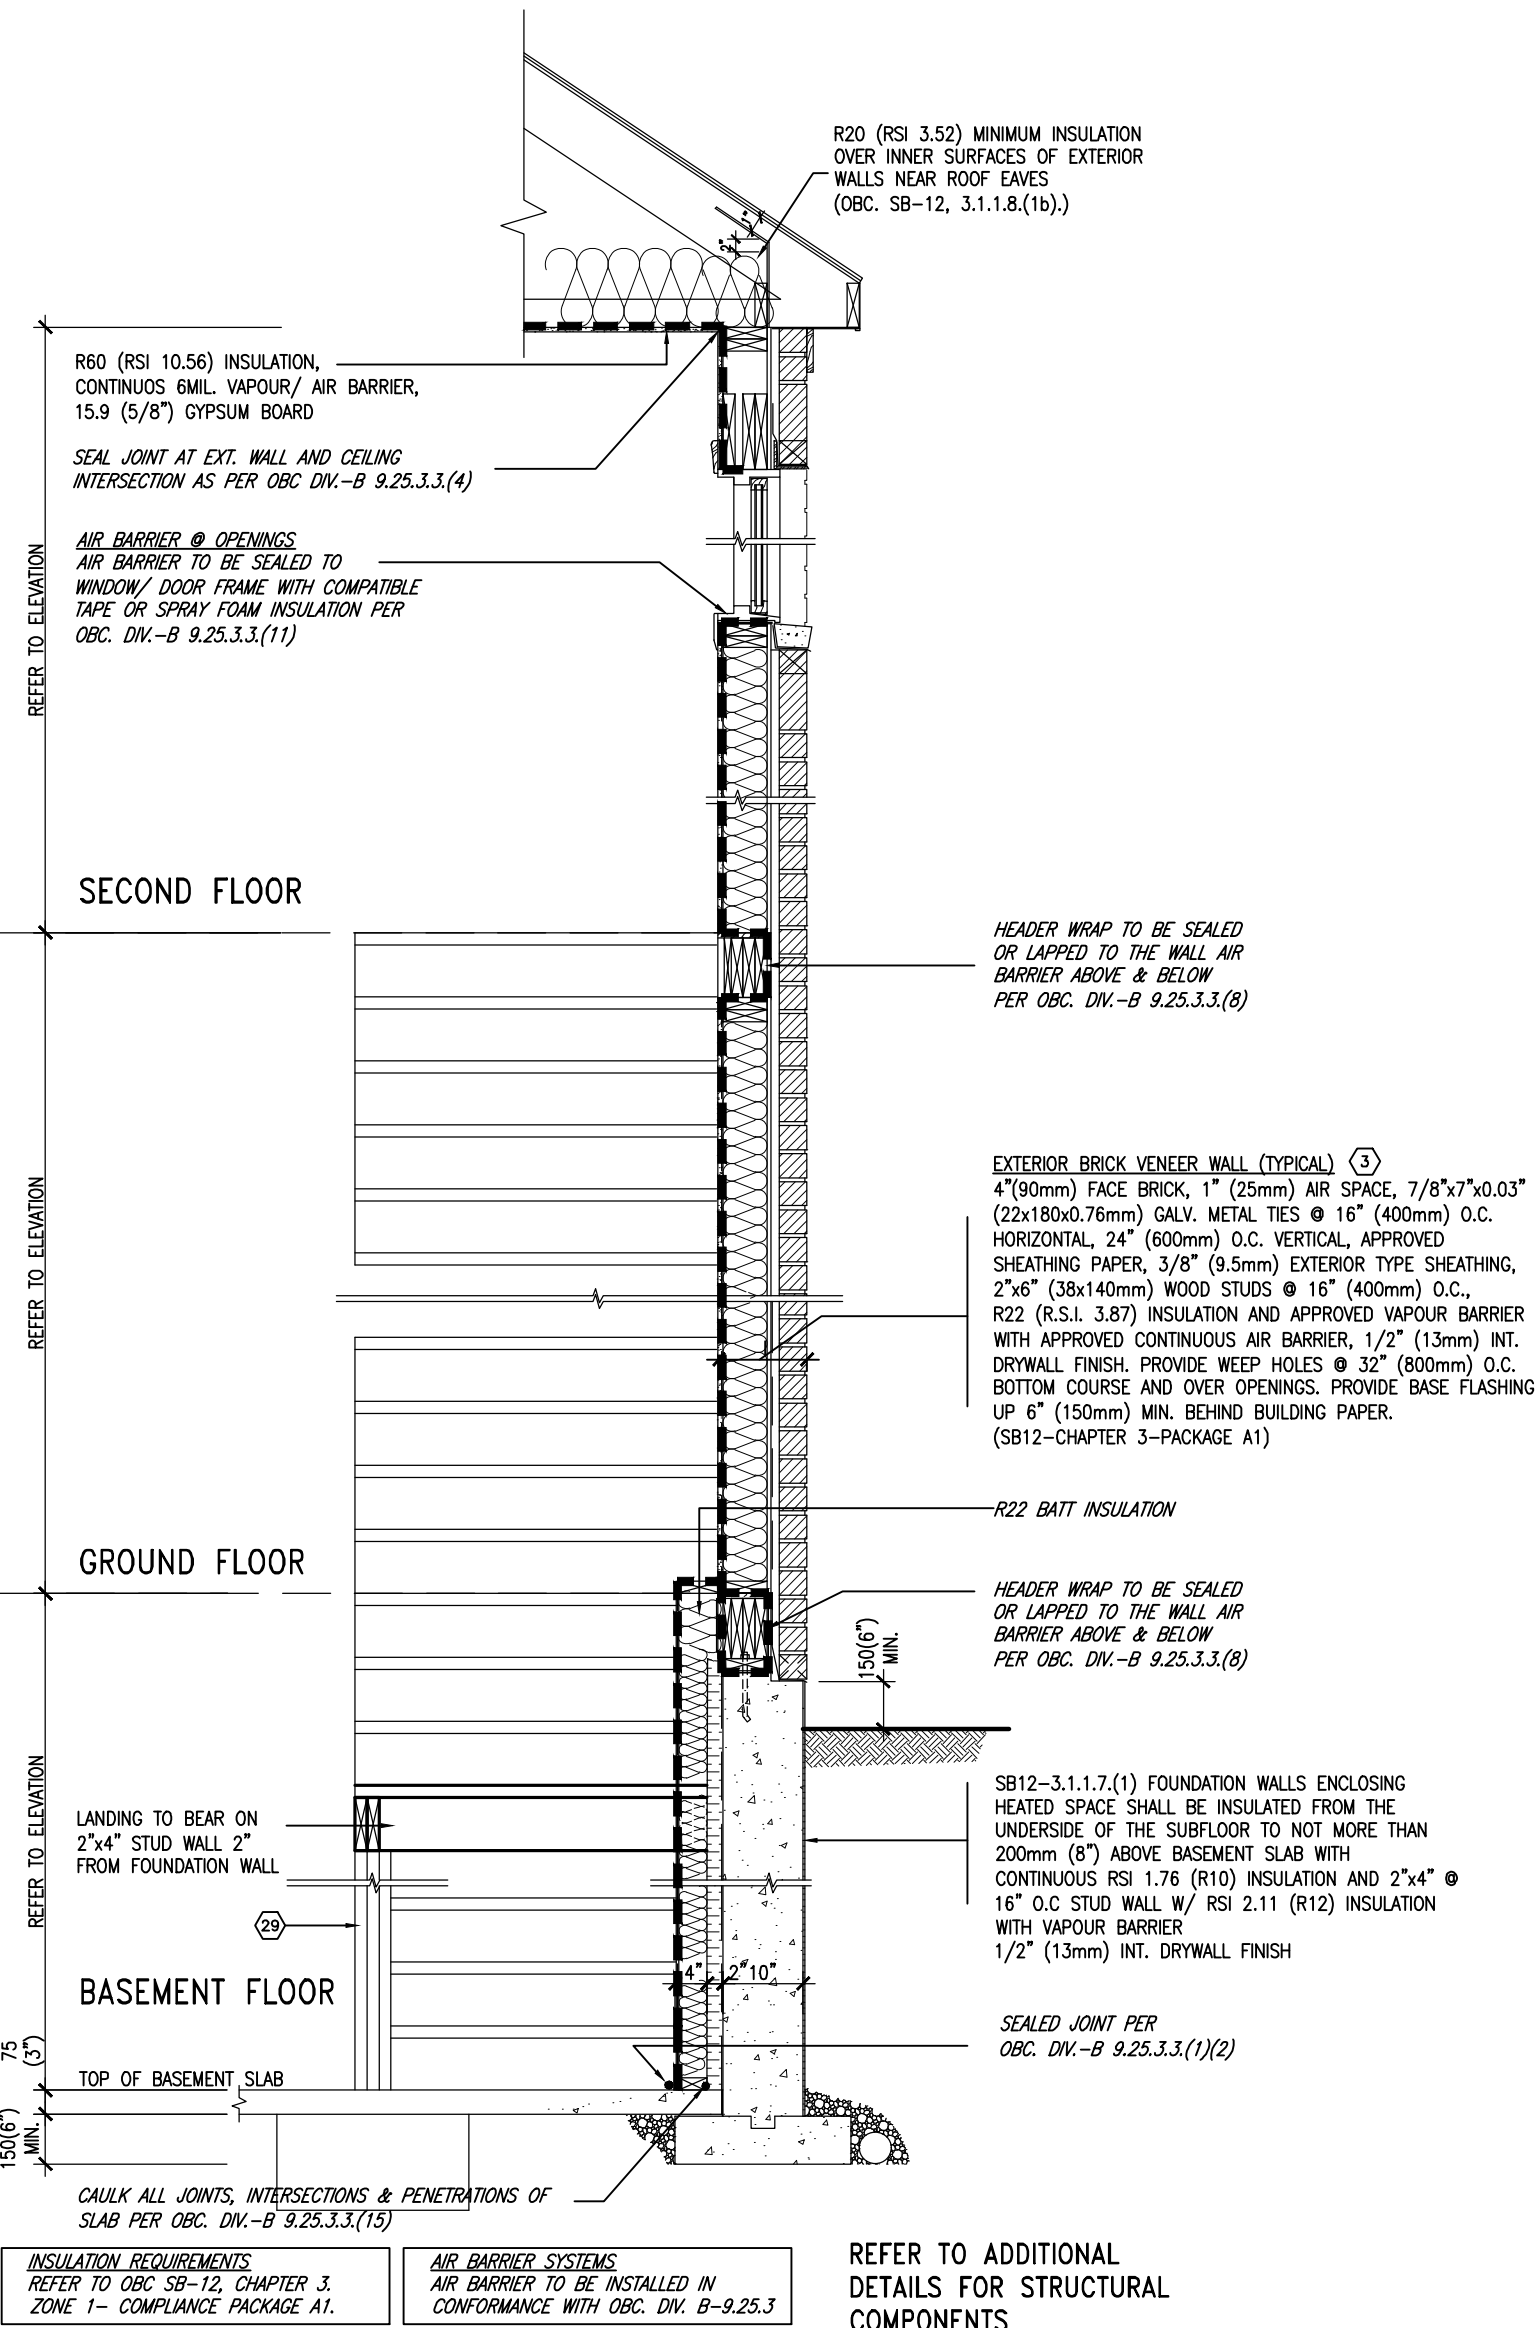 R20 (RSI 3.52) MINIMUM INSULATION
OVER INNER SURFACES OF EXTERIOR
WALLS NEAR ROOF EAVES
(OBC. SB-12, 3.1.1.8.(1b).)
1"
2"
R60 (RSI 10.56) INSULATION,
CONTINUOS 6MIL. VAPOUR/ AIR BARRIER,
15.9 (5/8") GYPSUM BOARD
SEAL JOINT AT EXT. WALL AND CEILING
INTERSECTION AS PER OBC DIV.-B 9.25.3.3.(4)
AIR BARRIER @ OPENINGS
AIR BARRIER TO BE SEALED TO
WINDOW/ DOOR FRAME WITH COMPATIBLE
TAPE OR SPRAY FOAM INSULATION PER
OBC. DIV.-B 9.25.3.3.(11)
REFER TO ELEVATION
SECOND FLOOR
HEADER WRAP TO BE SEALED
OR LAPPED TO THE WALL AIR
BARRIER ABOVE & BELOW
PER OBC. DIV.-B 9.25.3.3.(8)
REFER TO ELEVATION
EXTERIOR BRICK VENEER WALL (TYPICAL) 3
4"(90mm) FACE BRICK, 1" (25mm) AIR SPACE, 7/8"x7"x0.03"
(22x180x0.76mm) GALV. METAL TIES @ 16" (400mm) O.C.
HORIZONTAL, 24" (600mm) O.C. VERTICAL, APPROVED
SHEATHING PAPER, 3/8" (9.5mm) EXTERIOR TYPE SHEATHING,
2"x6" (38x140mm) WOOD STUDS @ 16" (400mm) O.C.,
R22 (R.S.I. 3.87) INSULATION AND APPROVED VAPOUR BARRIER
WITH APPROVED CONTINUOUS AIR BARRIER, 1/2" (13mm) INT.
DRYWALL FINISH. PROVIDE WEEP HOLES @ 32" (800mm) O.C.
BOTTOM COURSE AND OVER OPENINGS. PROVIDE BASE FLASHING
UP 6" (150mm) MIN. BEHIND BUILDING PAPER.
(SB12-CHAPTER 3-PACKAGE A1)
R22 BATT INSULATION
GROUND FLOOR
HEADER WRAP TO BE SEALED
OR LAPPED TO THE WALL AIR
BARRIER ABOVE & BELOW
PER OBC. DIV.-B 9.25.3.3.(8)
150(6")
MIN.
REFER TO ELEVATION
LANDING TO BEAR ON
2"x4" STUD WALL 2"
FROM FOUNDATION WALL
29
SB12-3.1.1.7.(1) FOUNDATION WALLS ENCLOSING
HEATED SPACE SHALL BE INSULATED FROM THE
UNDERSIDE OF THE SUBFLOOR TO NOT MORE THAN
200mm (8") ABOVE BASEMENT SLAB WITH
CONTINUOUS RSI 1.76 (R10) INSULATION AND 2"x4" @
16" O.C STUD WALL W/ RSI 2.11 (R12) INSULATION
WITH VAPOUR BARRIER
1/2" (13mm) INT. DRYWALL FINISH
4" 2" 10"
BASEMENT FLOOR
SEALED JOINT PER
OBC. DIV.-B 9.25.3.3.(1)(2)
75
(3")
TOP OF BASEMENT SLAB
150(6")
MIN.
CAULK ALL JOINTS, INTERSECTIONS & PENETRATIONS OF
SLAB PER OBC. DIV.-B 9.25.3.3.(15)
INSULATION REQUIREMENTS
REFER TO OBC SB-12, CHAPTER 3.
ZONE 1- COMPLIANCE PACKAGE A1.
AIR BARRIER SYSTEMS
AIR BARRIER TO BE INSTALLED IN
CONFORMANCE WITH OBC. DIV. B-9.25.3
REFER TO ADDITIONAL
DETAILS FOR STRUCTURAL
COMPONENTS